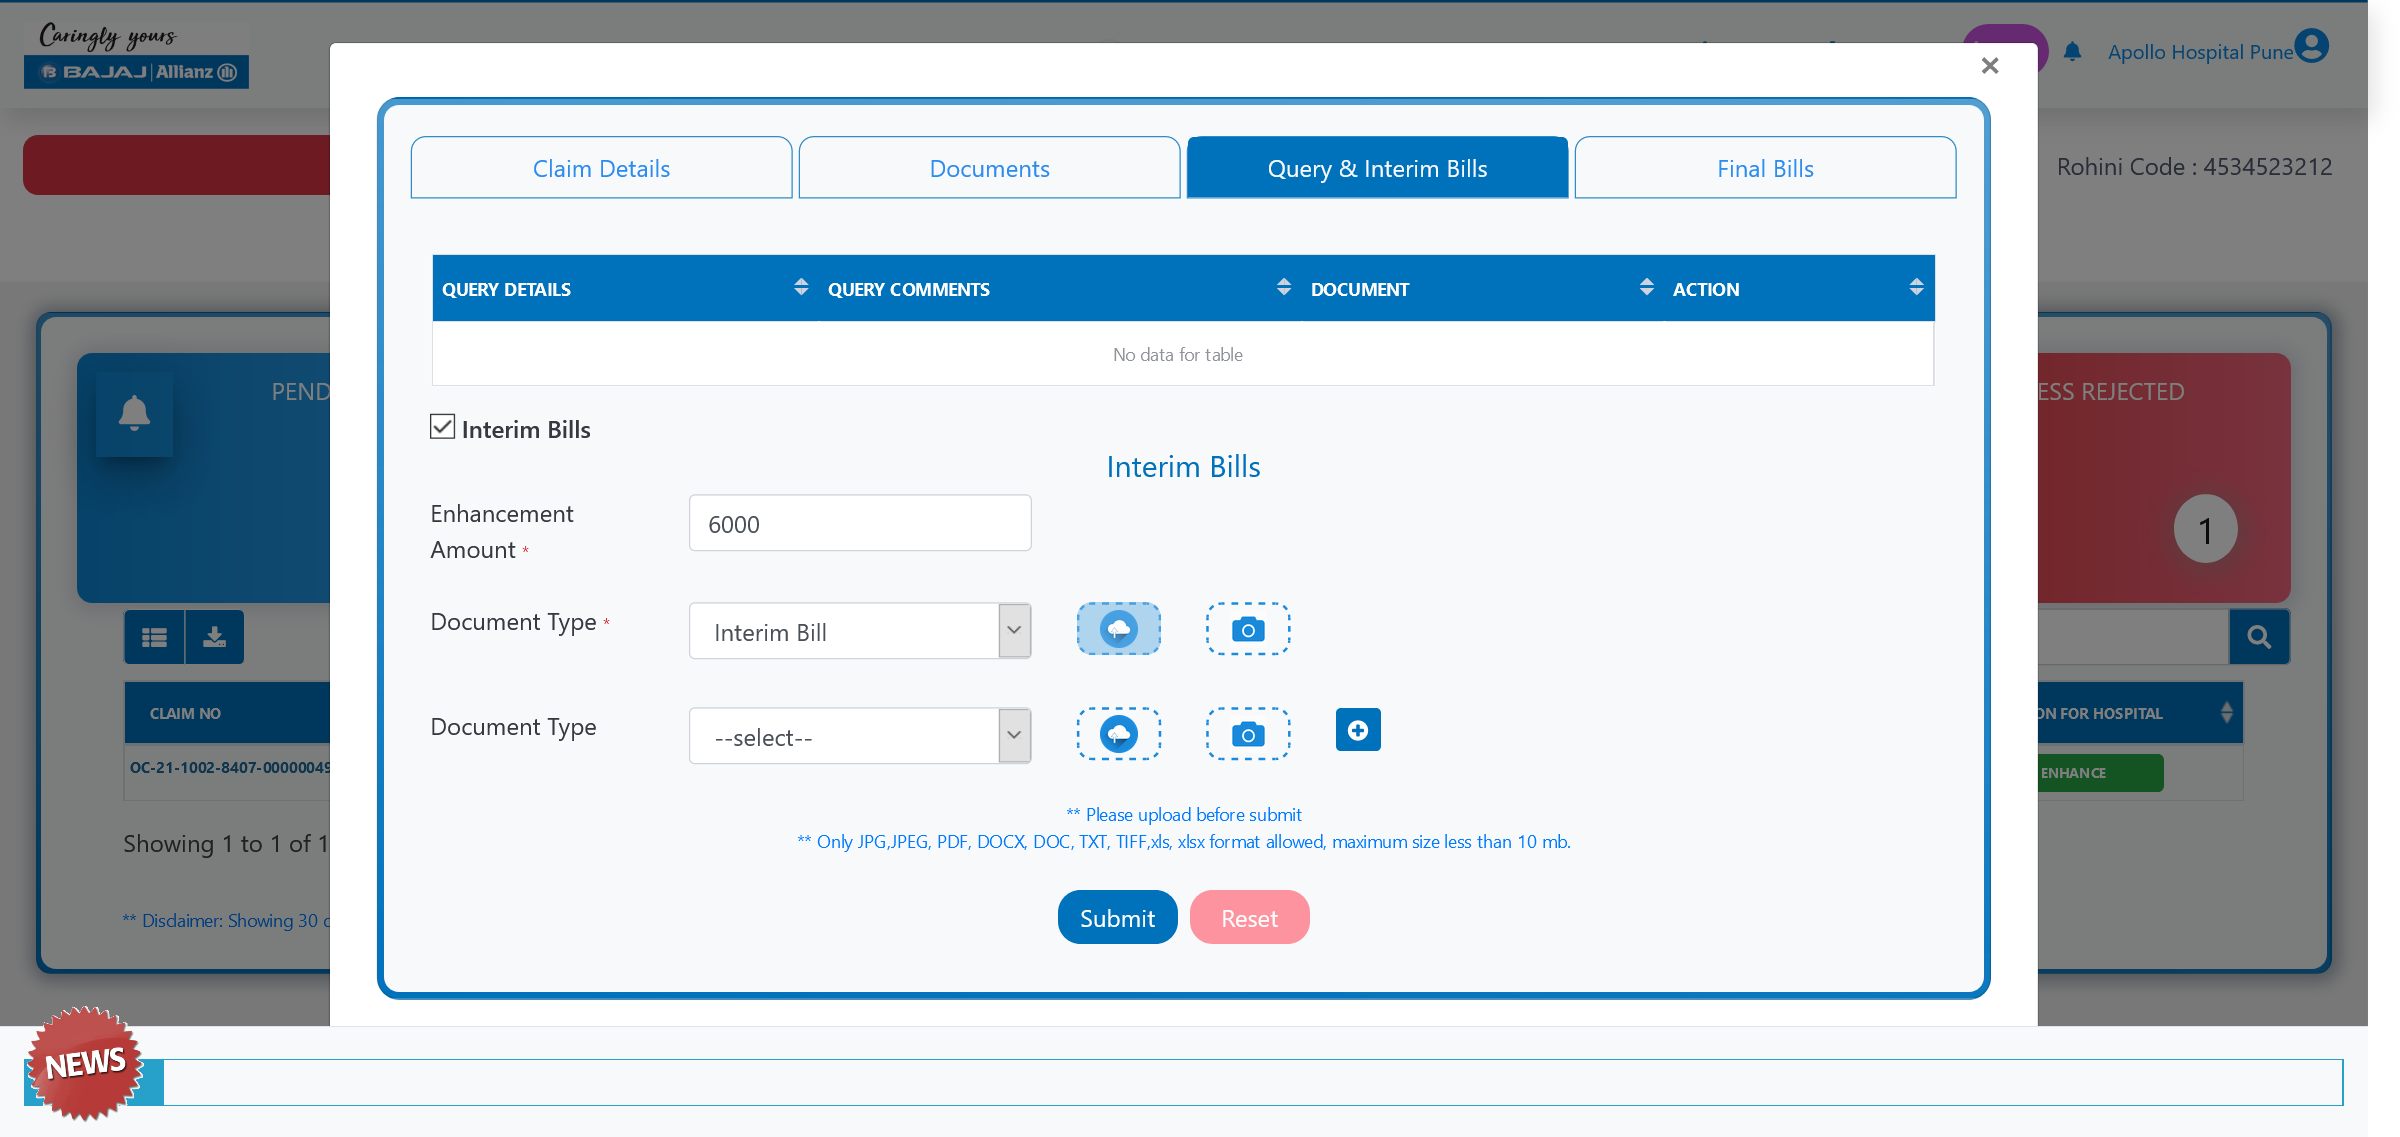 Caringly yours
BAJAJ | Allianz
Apollo Hospital Pune
Rohini Code : 4534523212
×
Claim Details
Documents
Query & Interim Bills
Final Bills
QUERY DETAILS
QUERY COMMENTS
DOCUMENT
ACTION
No data for table
Interim Bills
Interim Bills
Enhancement
Amount *
6000
Document Type *
Interim Bill
Document Type
--select--
** Please upload before submit
** Only JPG,JPEG, PDF, DOCX, DOC, TXT, TIFF,xls, xlsx format allowed, maximum size less than 10 mb.
Submit
Reset
PEND
ESS REJECTED
1
CLAIM NO
ON FOR HOSPITAL
OC-21-1002-8407-00000049
ENHANCE
Showing 1 to 1 of 1
** Disclaimer: Showing 30
NEWS